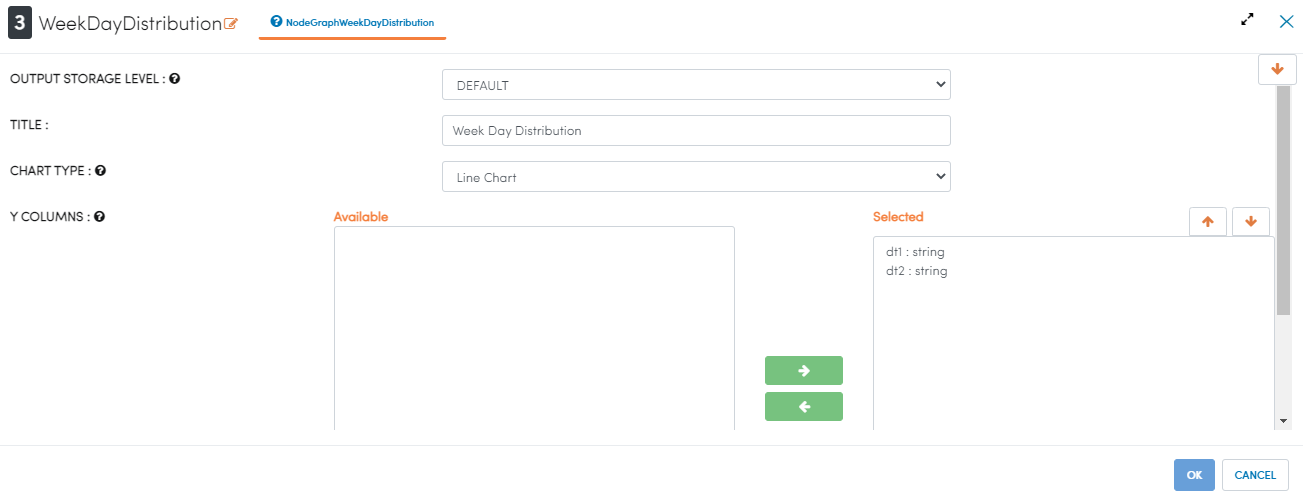 3 WeekDayDistribution NodeGraphWeekDayDistribution
OUTPUT STORAGE LEVEL :
DEFAULT
TITLE :
Week Day Distribution
CHART TYPE :
Line Chart
Y COLUMNS :
Available
Selected
dt1 : string
dt2 : string
OK CANCEL